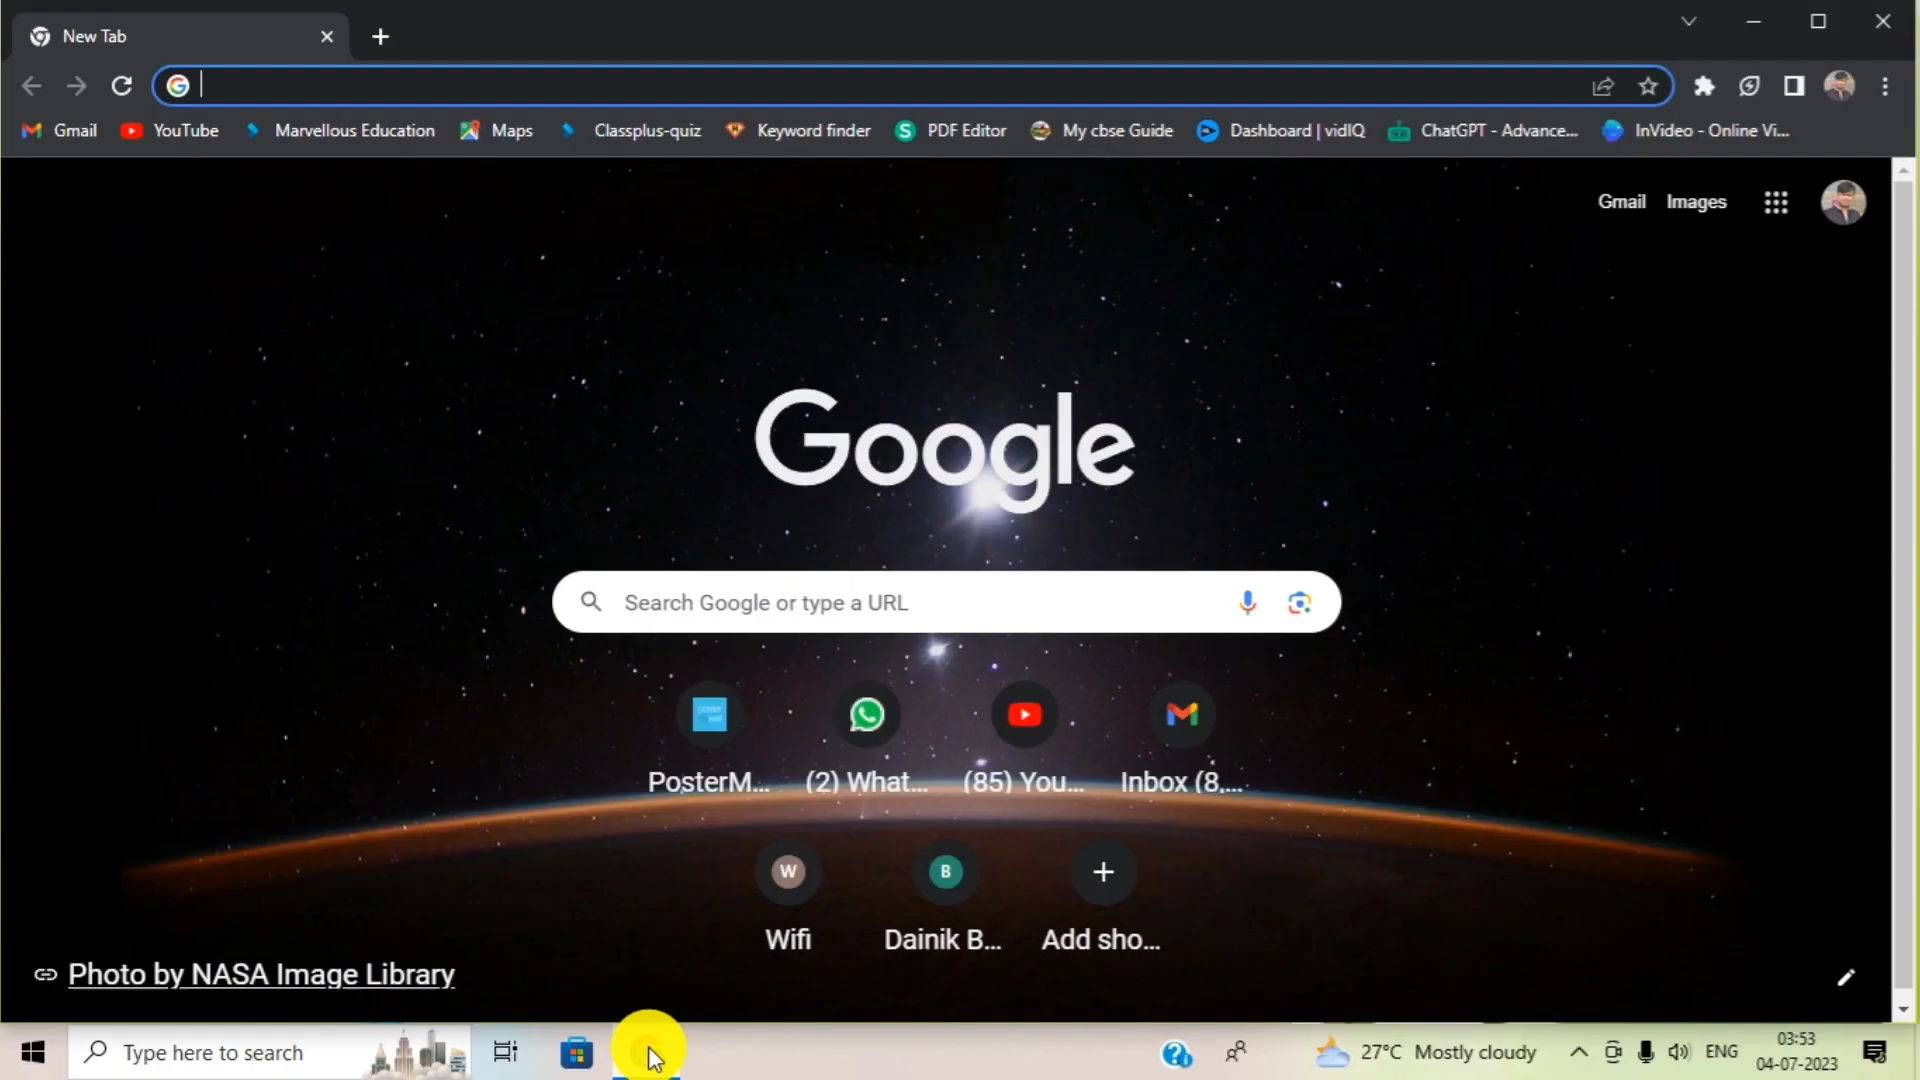 New Tab
Gmail YouTube Marvellous Education Maps Classplus-quiz Keyword finder PDF Editor My cbse Guide Dashboard | vidIQ ChatGPT - Advance... InVideo - Online Vi...
Gmail Images
Google
Search Google or type a URL
PosterM... (2) What... (85) You... Inbox (8,...
W B
Wifi Dainik B... Add sho...
Photo by NASA Image Library
Type here to search 27°C Mostly cloudy ENG 03:53
04-07-2023